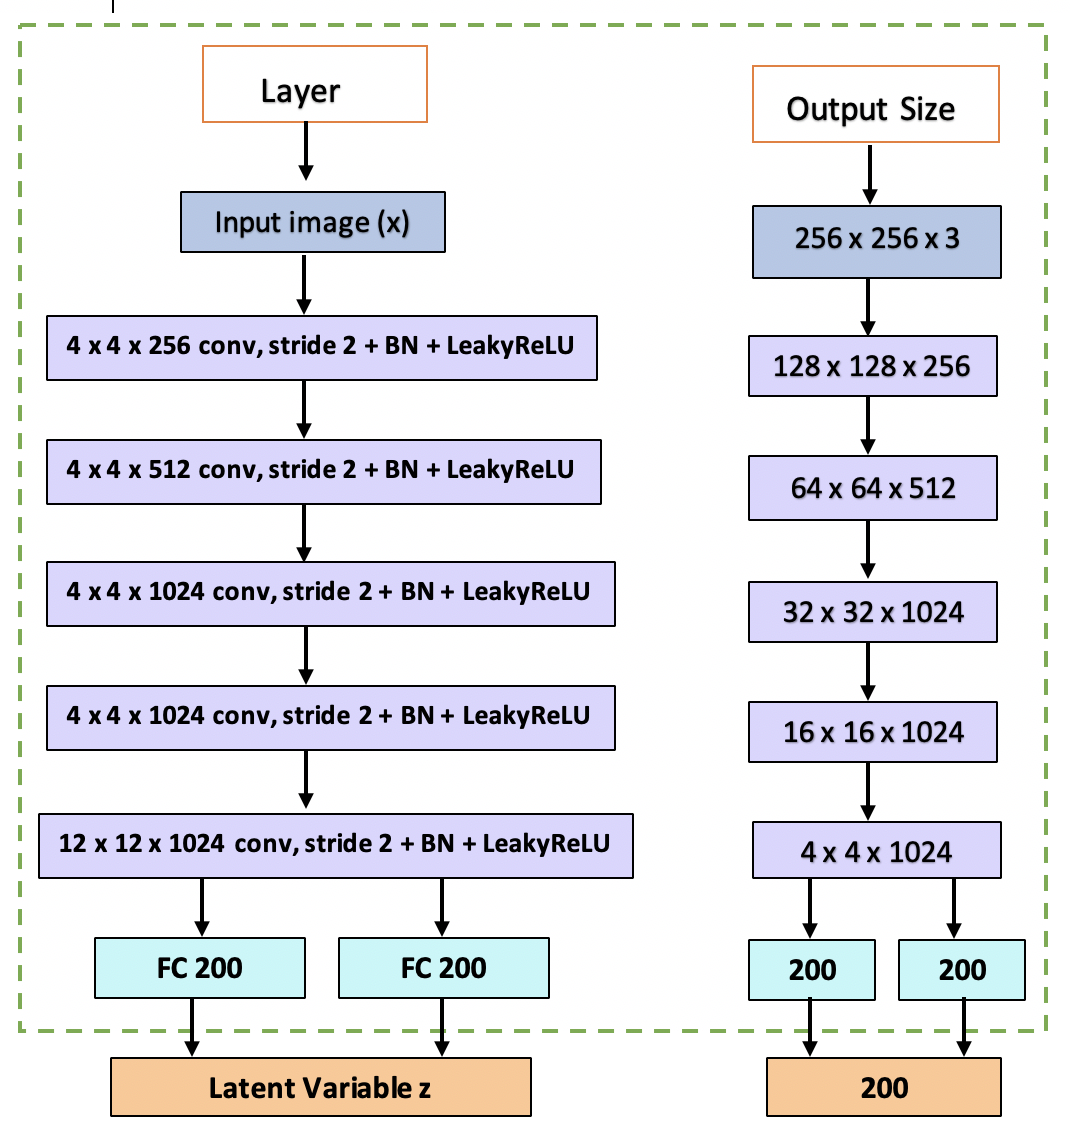 Layer
Input image (x)
4 x 4 x 256 conv, stride 2 + BN + LeakyReLU
4 x 4 x 512 conv, stride 2 + BN + LeakyReLU
4 x 4 x 1024 conv, stride 2 + BN + LeakyReLU
4 x 4 x 1024 conv, stride 2 + BN + LeakyReLU
12 x 12 x 1024 conv, stride 2 + BN + LeakyReLU
FC 200
FC 200
Latent Variable z
Output Size
256 x 256 x 3
128 x 128 x 256
64 x 64 x 512
32 x 32 x 1024
16 x 16 x 1024
4 x 4 x 1024
200
200
200